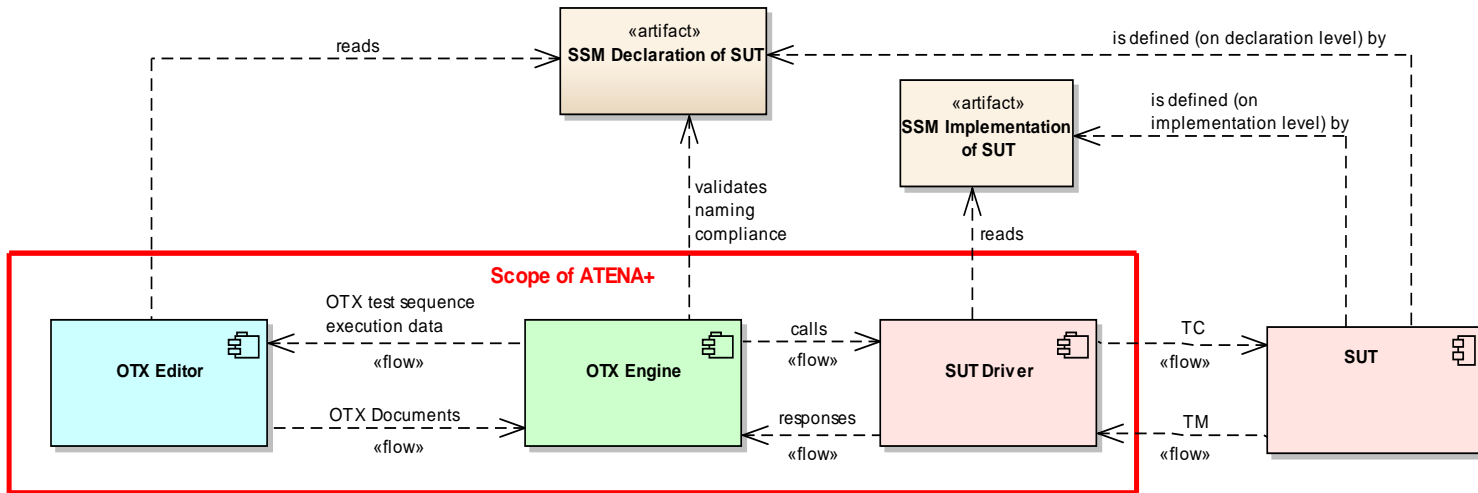 «artifact»
SSM Declaration of SUT
reads
is defined (on declaration level) by
«artifact»
SSM Implementation
of SUT
is defined (on
implementation level) by
validates
naming
compliance
reads
Scope of ATENA+
OTX test sequence
execution data
«flow»
calls
«flow»
TC
«flow»
OTX Editor
OTX Engine
SUT Driver
SUT
OTX Documents
«flow»
responses
«flow»
TM
«flow»